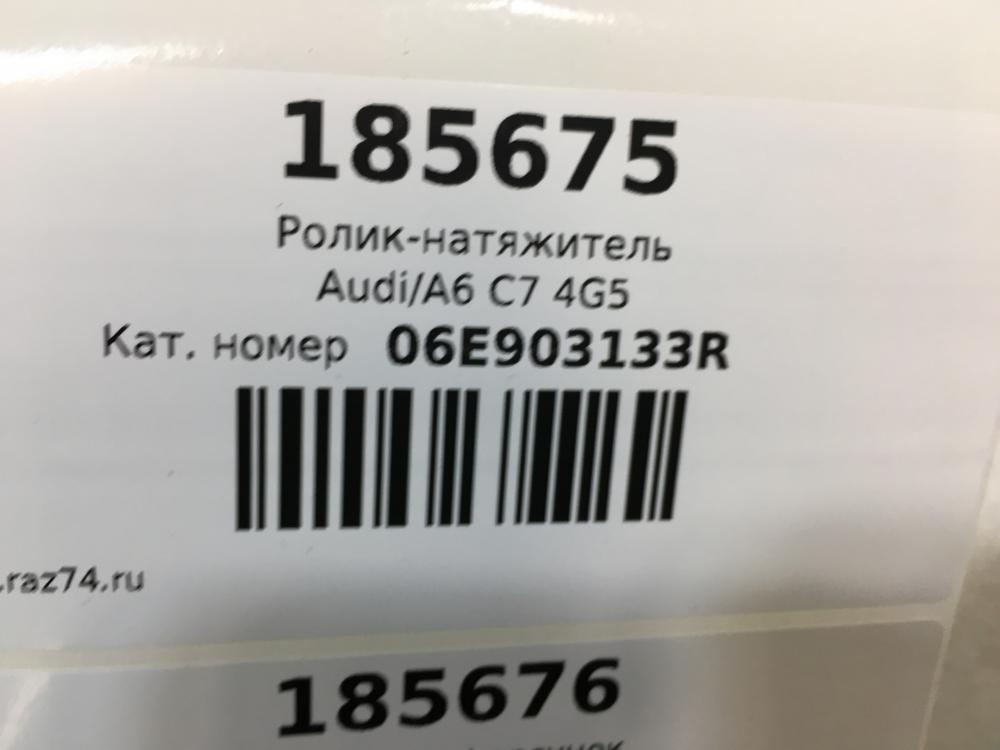 185675
Ролик-натяжитель
Audi/A6 C7 4G5
Кат. номер 06E903133R
.raz74.ru
185676